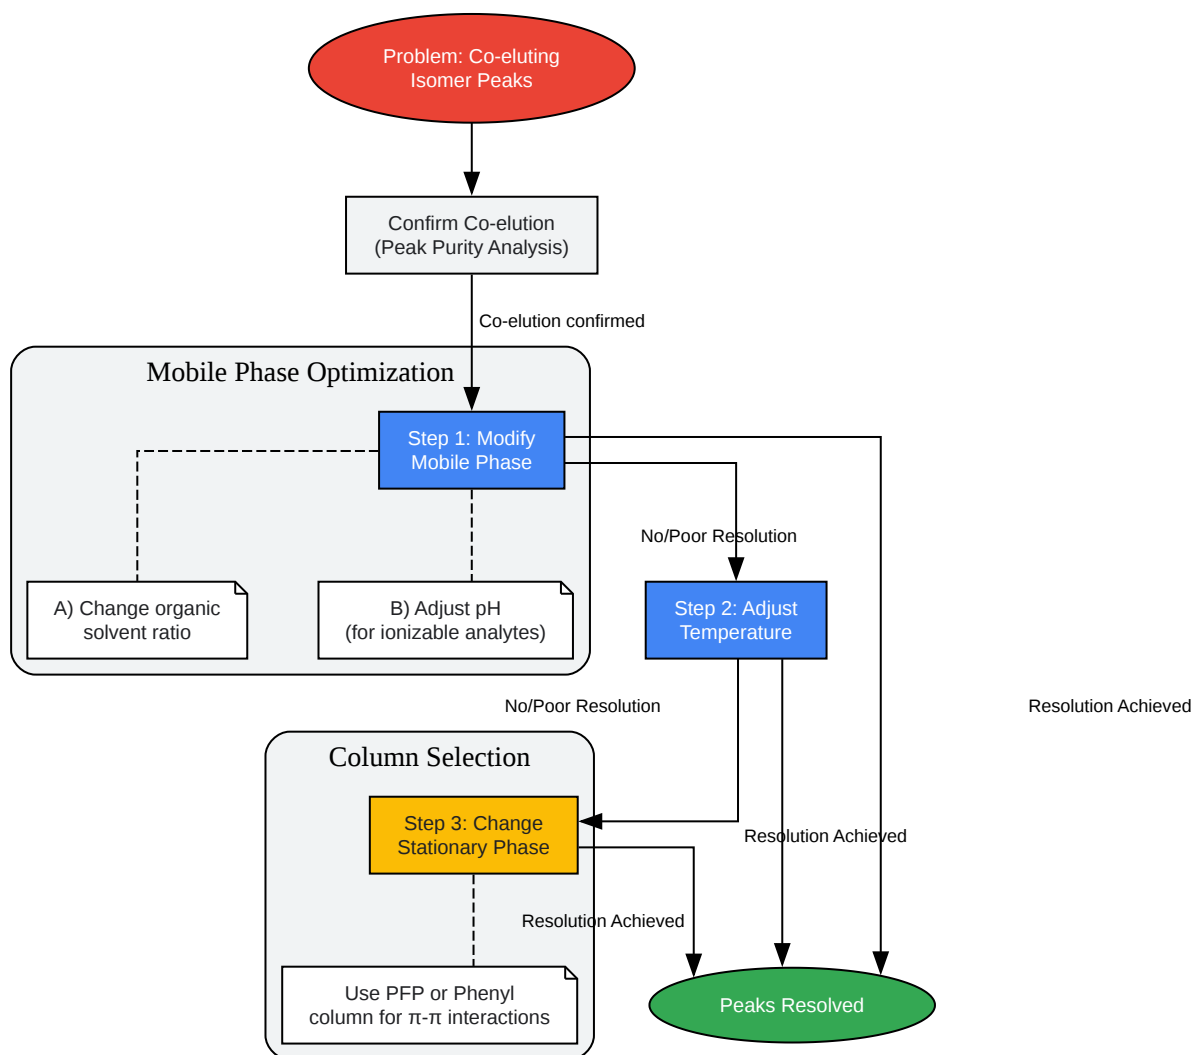 Problem: Co-eluting
Isomer Peaks
Confirm Co-elution
(Peak Purity Analysis)
Co-elution confirmed
Mobile Phase Optimization
Step 1: Modify
Mobile Phase
No/Poor Resolution
A) Change organic
solvent ratio
B) Adjust pH
(for ionizable analytes)
Step 2: Adjust
Temperature
No/Poor Resolution
Resolution Achieved
Column Selection
Step 3: Change
Stationary Phase
Resolution Achieved
Resolution Achieved
Use PFP or Phenyl
column for π-π interactions
Peaks Resolved